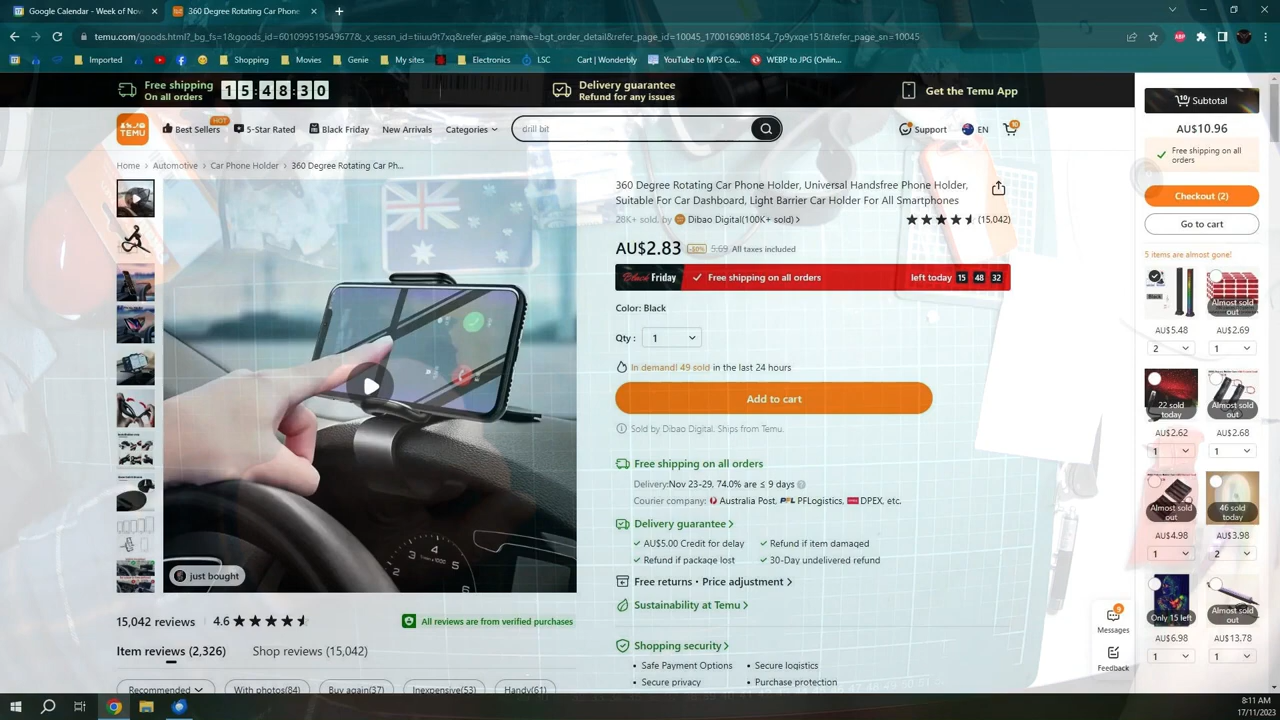 Google Calendar - Week of Nov
360 Degree Rotating Car Phone
temu.com/goods.html?_bg_fs=1&goods_id=601099519549677&_x_sessn_id=tiiuu9t7xq&refer_page_name=bgt_order_detail&refer_page_id=10045_1700169081854_7p9yxqe151&refer_page_sn=10045
Imported
Shopping
Movies
Genie
My sites
Electronics
LSC
Cart | Wonderbly
YouTube to MP3 Co...
WEBP to JPG (Onlin...
Free shipping
On all orders
15:48:30
Delivery guarantee
Refund for any issues
Get the Temu App
Subtotal
AU$10.96
Free shipping on all
orders
Checkout (2)
Go to cart
5 items are almost gone!
TEMU
Best Sellers
HOT
5-Star Rated
Black Friday
New Arrivals
Categories
drill bit
Support
EN
10
Home > Automotive > Car Phone Holder > 360 Degree Rotating Car Ph...
360 Degree Rotating Car Phone Holder, Universal Handsfree Phone Holder,
Suitable For Car Dashboard, Light Barrier Car Holder For All Smartphones
28K+ sold, by Dibao Digital(100K+ sold) >
(15,042)
AU$2.83 -50% 5.69 All taxes included
Black Friday
Free shipping on all orders
left today 15 48 32
Color: Black
Qty : 1
In demand! 49 sold in the last 24 hours
Add to cart
Sold by Dibao Digital. Ships from Temu.
Free shipping on all orders
Delivery:Nov 23-29, 74.0% are ≤ 9 days
Courier company: Australia Post, PFL PFLogistics, DPEX, etc.
Delivery guarantee >
AU$5.00 Credit for delay
Refund if item damaged
Refund if package lost
30-Day undelivered refund
Free returns • Price adjustment >
Sustainability at Temu >
Shopping security >
• Safe Payment Options
• Secure logistics
• Secure privacy
• Purchase protection
just bought
15,042 reviews
4.6
All reviews are from verified purchases
Item reviews (2,326)
Shop reviews (15,042)
Recommended
With photos(84)
Buy again(37)
Inexpensive(53)
Handy(61)
Almost sold
out
AU$5.48
AU$2.69
2
1
22 sold
today
Almost sold
out
AU$2.62
AU$2.68
1
1
Almost sold
out
46 sold
today
AU$4.98
AU$3.98
1
2
Only 15 left
Almost sold
out
AU$6.98
AU$13.78
1
1
9
Messages
Feedback
8:11 AM
17/11/2023